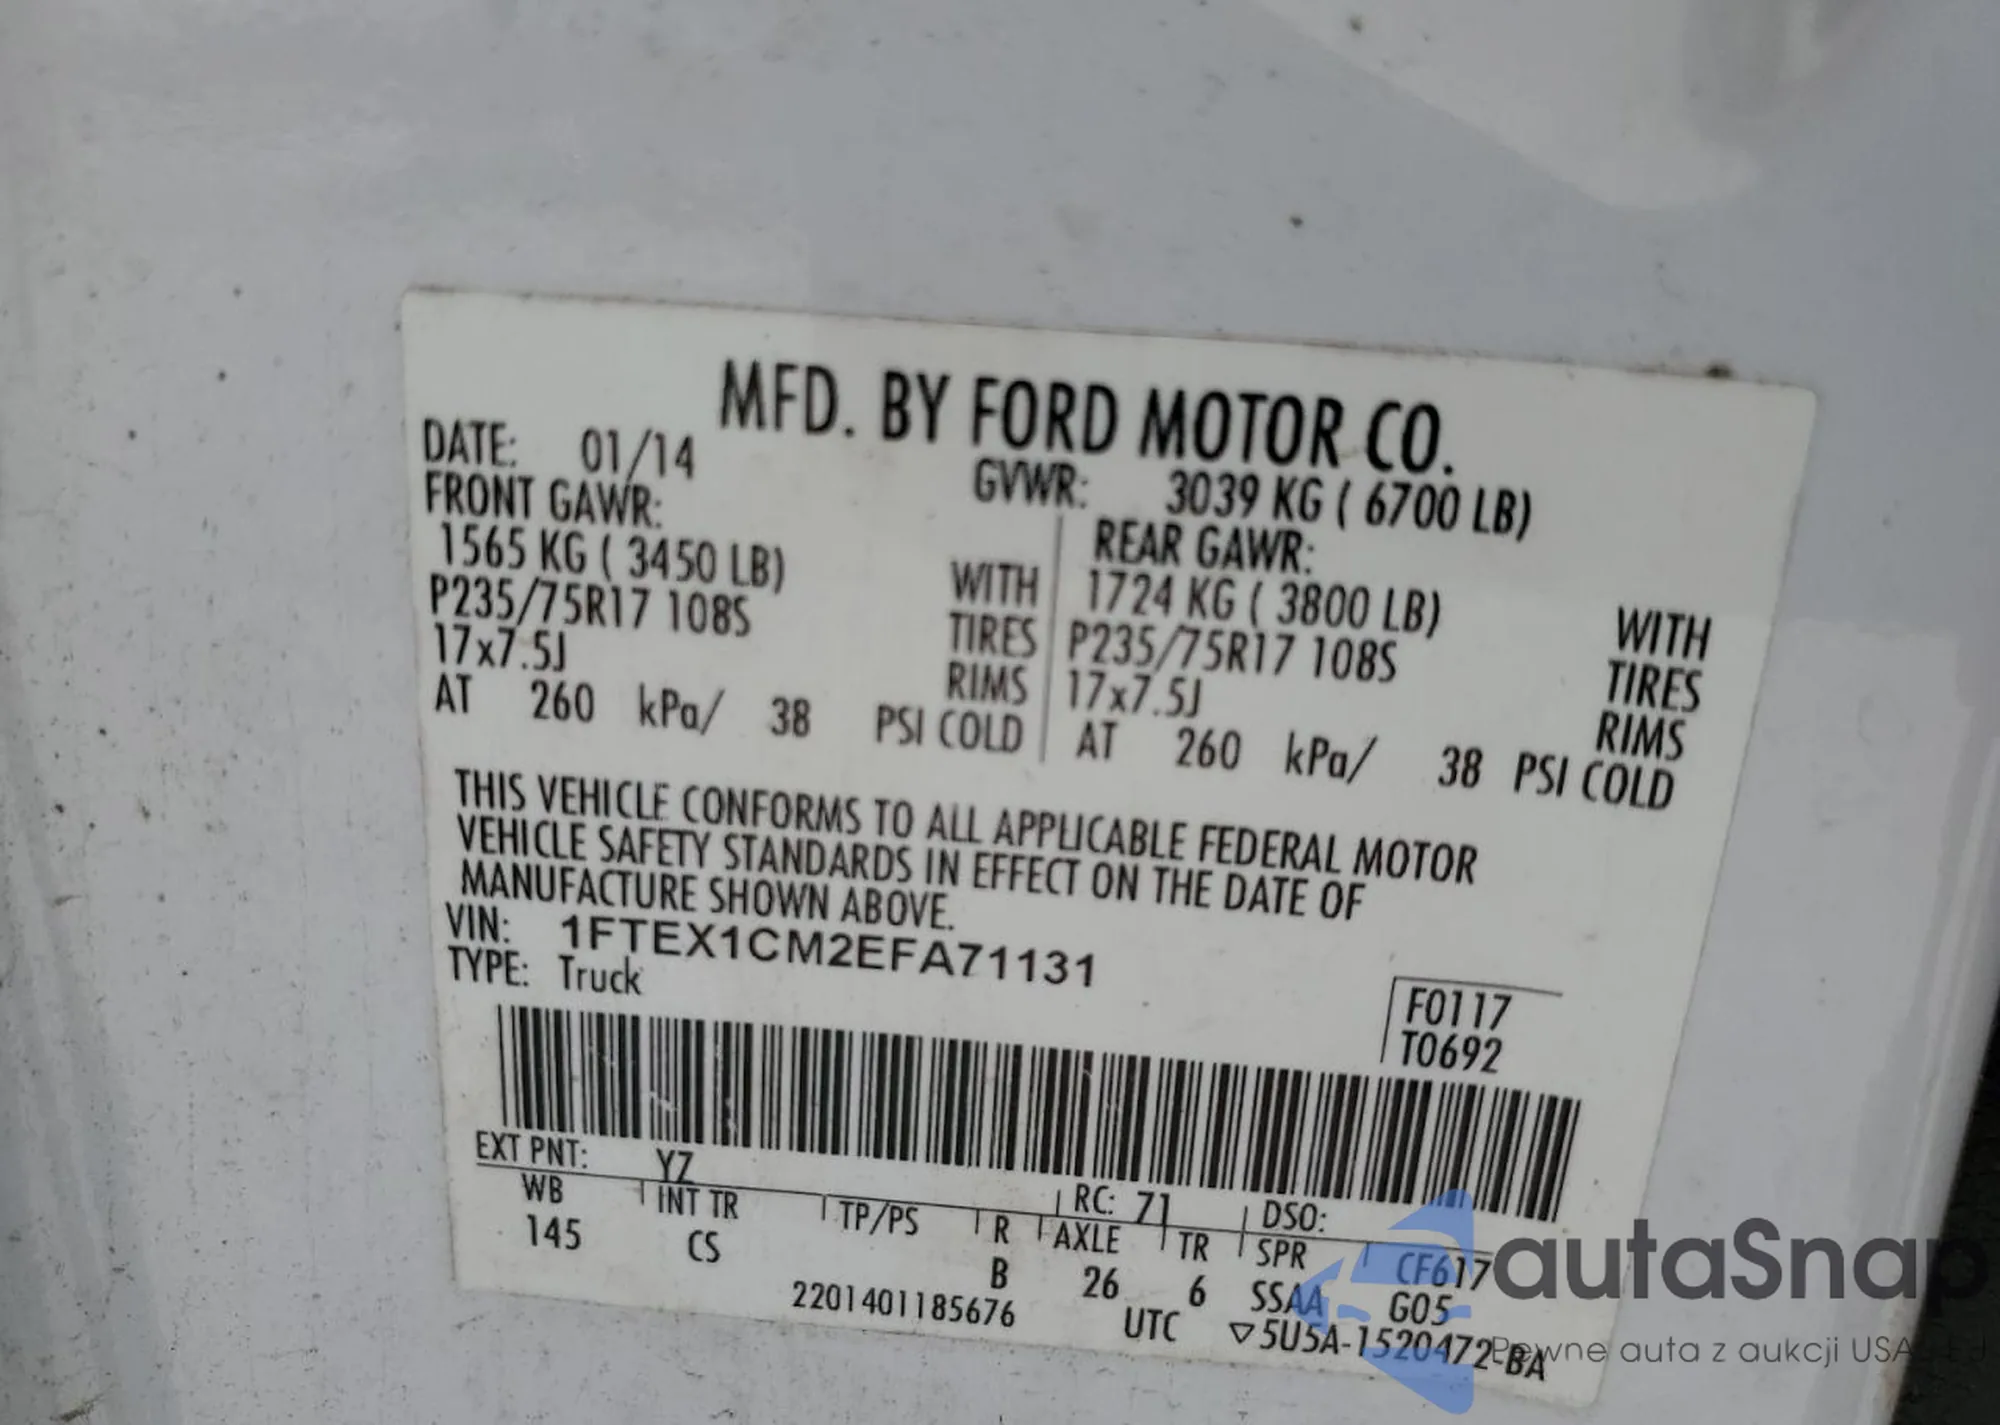 MFD. BY FORD MOTOR CO.
DATE: 01/14 GVWR: 3039 KG ( 6700 LB)
FRONT GAWR: REAR GAWR:
1565 KG ( 3450 LB) WITH 1724 KG ( 3800 LB) WITH
P235/75R17 108S TIRES P235/75R17 108S TIRES
17x7.5J RIMS 17x7.5J RIMS
AT 260 kPa/ 38 PSI COLD AT 260 kPa/ 38 PSI COLD
THIS VEHICLE CONFORMS TO ALL APPLICABLE FEDERAL MOTOR
VEHICLE SAFETY STANDARDS IN EFFECT ON THE DATE OF
MANUFACTURE SHOWN ABOVE.
VIN: 1FTEX1CM2EFA71131
TYPE: Truck
F0117
T0692
EXT PNT: YZ RC: 71 DSO:
WB INT TR TP/PS R AXLE TR SPR CF617
145 CS B 26 6 SSAA G05
2201401185676 UTC ▽5U5A-1520472-BA
autaSnap
Pewne auta z aukcji USA